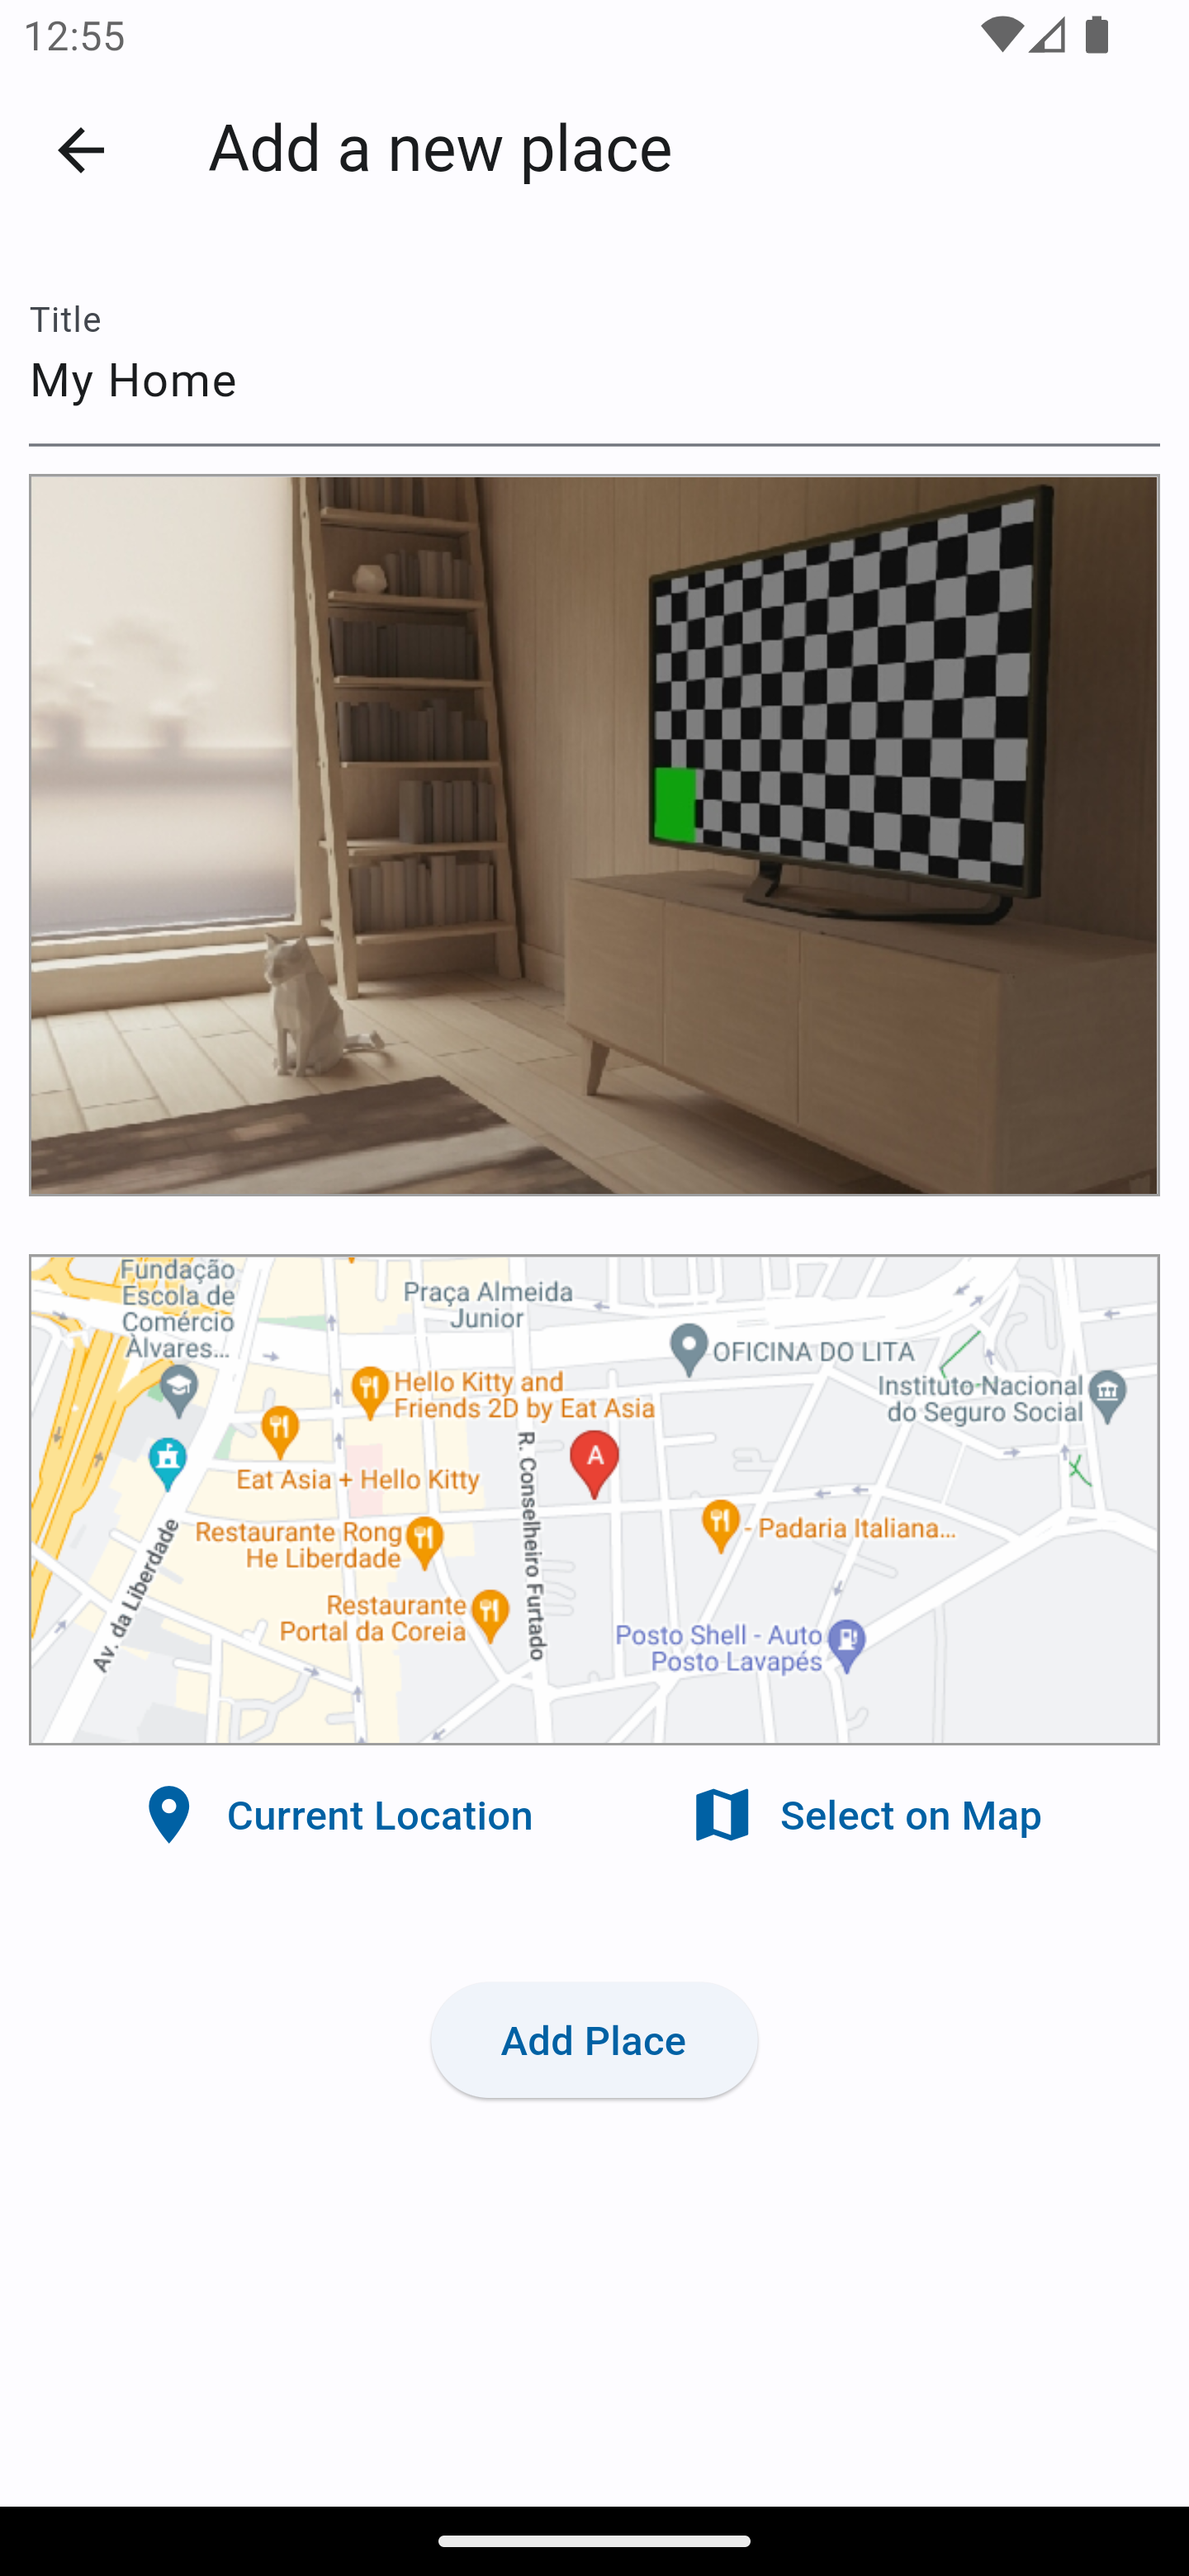 12:55
Add a new place
Title
My Home
Fundação
Escola de
Comércio
Àlvares...
Praça Almeida
Junior
OFICINA DO LITA
Hello Kitty and
Friends 2D by Eat Asia
Instituto Nacional
do Seguro Social
A
Eat Asia + Hello Kitty
R. Conselheiro Furtado
Restaurante Rong
He Liberdade
- Padaria Italiana...
Av. da Liberdade
Restaurante
Portal da Coreia
Posto Shell - Auto
Posto Lavapés
Current Location
Select on Map
Add Place